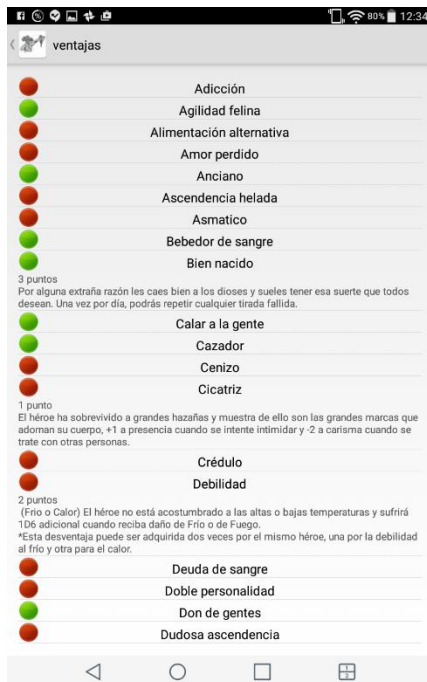 80% 12:34
ventajas
Adicción
Agilidad felina
Alimentación alternativa
Amor perdido
Anciano
Ascendencia helada
Asmatico
Bebedor de sangre
Bien nacido
3 puntos
Por alguna extraña razón les caes bien a los dioses y sueles tener esa suerte que todos
desean. Una vez por día, podrás repetir cualquier tirada fallida.
Calar a la gente
Cazador
Cenizo
Cicatriz
1 punto
El héroe ha sobrevivido a grandes hazañas y muestra de ello son las grandes marcas que
adornan su cuerpo, +1 a presencia cuando se intente intimidar y -2 a carisma cuando se
trate con otras personas.
Crédulo
Debilidad
2 puntos
(Frio o Calor) El héroe no está acostumbrado a las altas o bajas temperaturas y sufrirá
1D6 adicional cuando reciba daño de Frío o de Fuego.
*Esta desventaja puede ser adquirida dos veces por el mismo héroe, una por la debilidad
al frío y otra para el calor.
Deuda de sangre
Doble personalidad
Don de gentes
Dudosa ascendencia